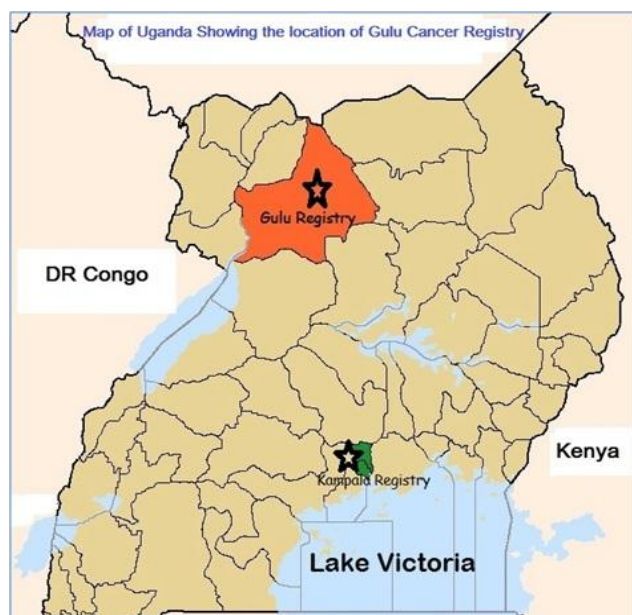 Map of Uganda Showing the location of Gulu Cancer Registry
Gulu Registry
DR Congo
Kenya
Kampala Registry
Lake Victoria